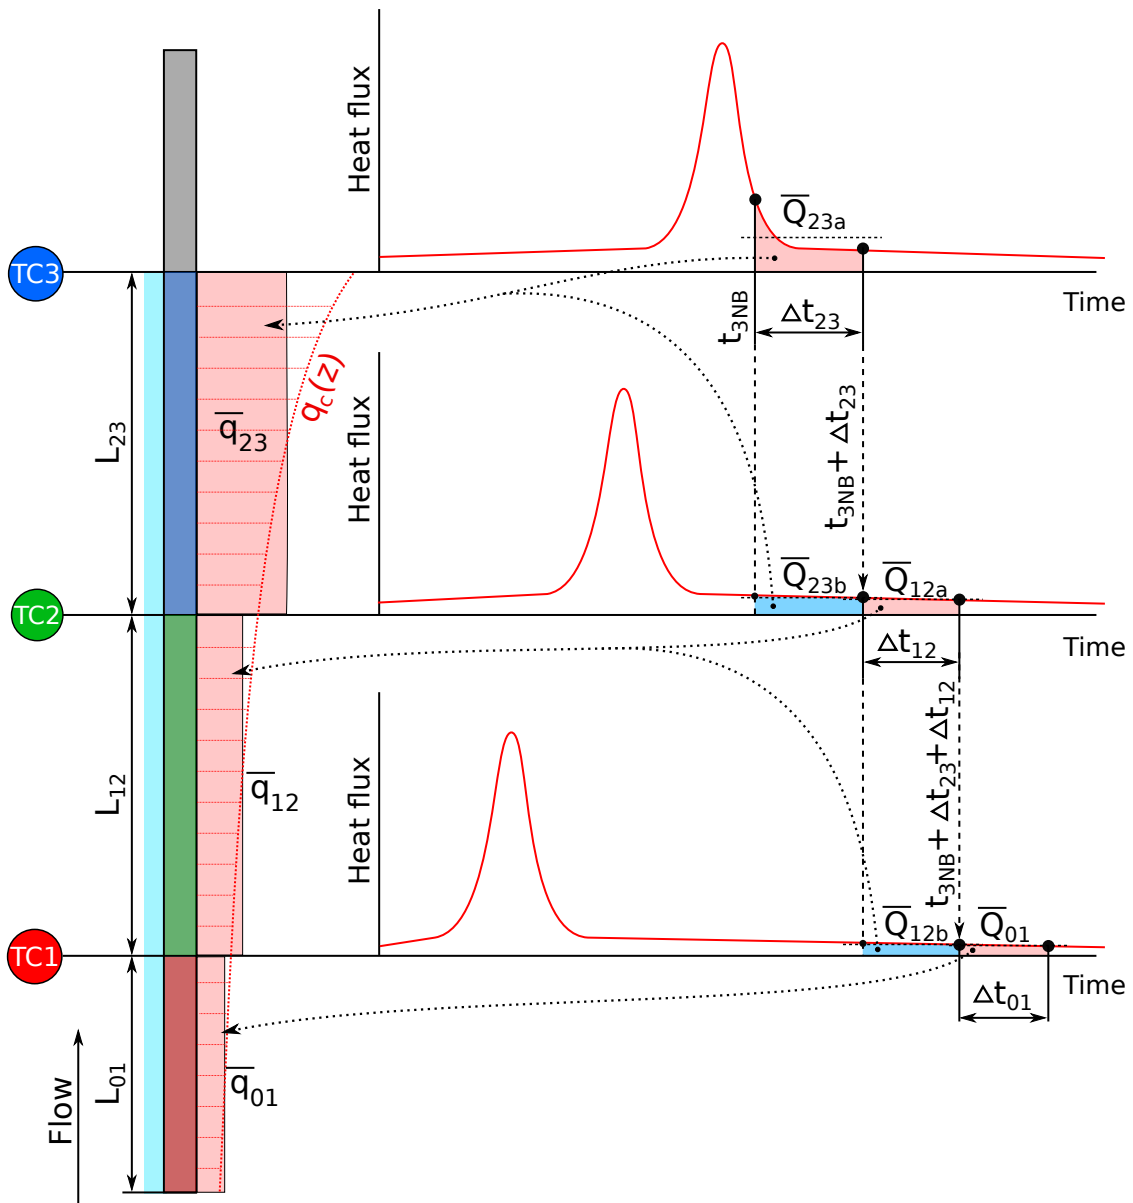 Heat flux
Q̅₂₃ₐ
TC3
Time
t₃NB
Δt₂₃
q_c(z)
q̅₂₃
L₂₃
Heat flux
t₃NB + Δt₂₃
Q̅₂₃b
Q̅₁₂ₐ
TC2
Time
Δt₁₂
t₃NB + Δt₂₃ + Δt₁₂
q̅₁₂
L₁₂
Heat flux
Q̅₁₂b
Q̅₀₁
TC1
Time
Δt₀₁
q̅₀₁
L₀₁
Flow